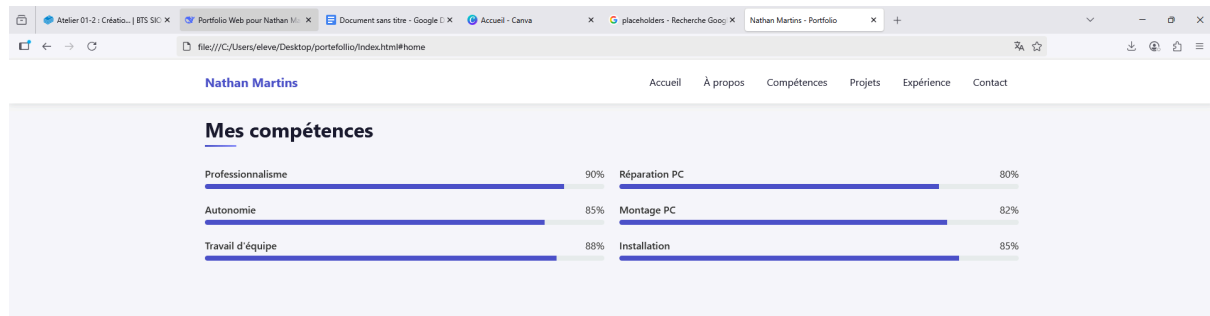 Atelier 01-2 : Créatio... | BTS SIO
Portfolio Web pour Nathan Ma
Document sans titre - Google D
Accueil - Canva
placeholders - Recherche Goog
Nathan Martins - Portfolio
file:///C:/Users/eleve/Desktop/portefollio/Index.html#home
Nathan Martins
Accueil À propos Compétences Projets Expérience Contact
Mes compétences
Professionnalisme 90%
Réparation PC 80%
Autonomie 85%
Montage PC 82%
Travail d'équipe 88%
Installation 85%